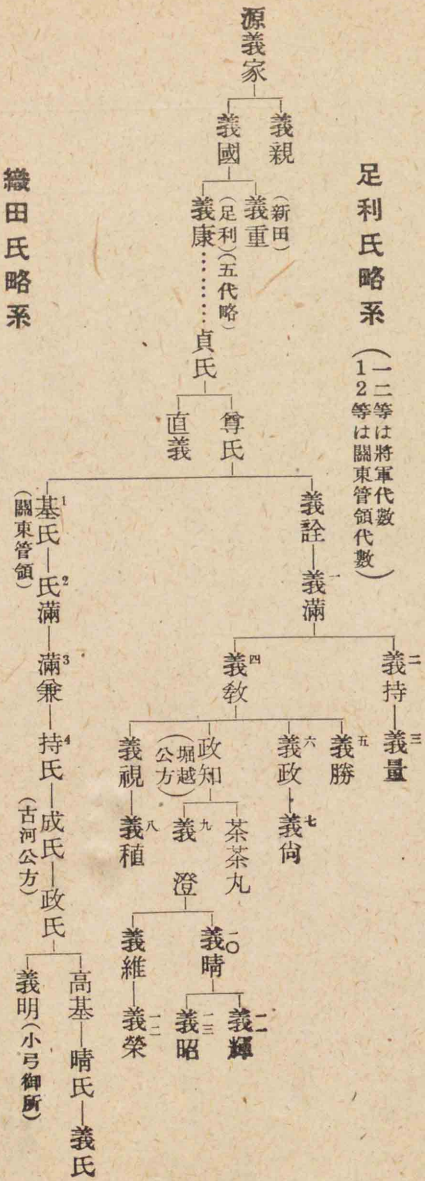 足利氏略系
(一二等は將軍代數
12等は關東管領代數)
源義家
義親
義國
義重
(新田)
義康
(足利)(五代略)
貞氏
尊氏
直義
義詮
一義滿
二義持
三義量
四義敎
五義勝
六義政
七義尙
政知
(堀越公方)
茶茶丸
九義澄
一〇義晴
一一義輝
一三義昭
義維
一二義榮
義視
八義稙
1基氏
(關東管領)
2氏滿
3滿兼
4持氏
成氏
(古河公方)
政氏
高基
晴氏
義氏
義明(小弓御所)
織田氏略系